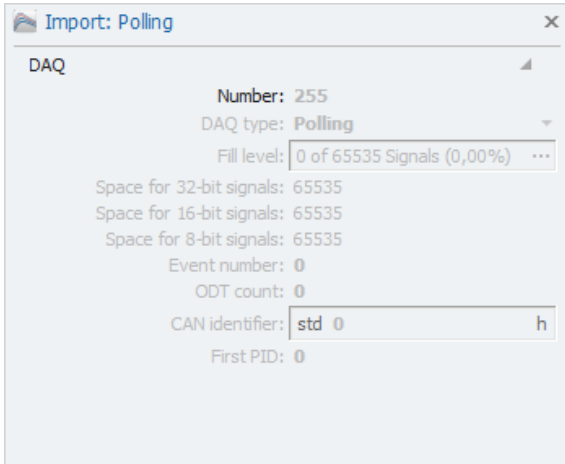 Import: Polling
DAQ
Number: 255
DAQ type: Polling
Fill level: 0 of 65535 Signals (0,00%) ...
Space for 32-bit signals: 65535
Space for 16-bit signals: 65535
Space for 8-bit signals: 65535
Event number: 0
ODT count: 0
CAN identifier: std 0 h
First PID: 0